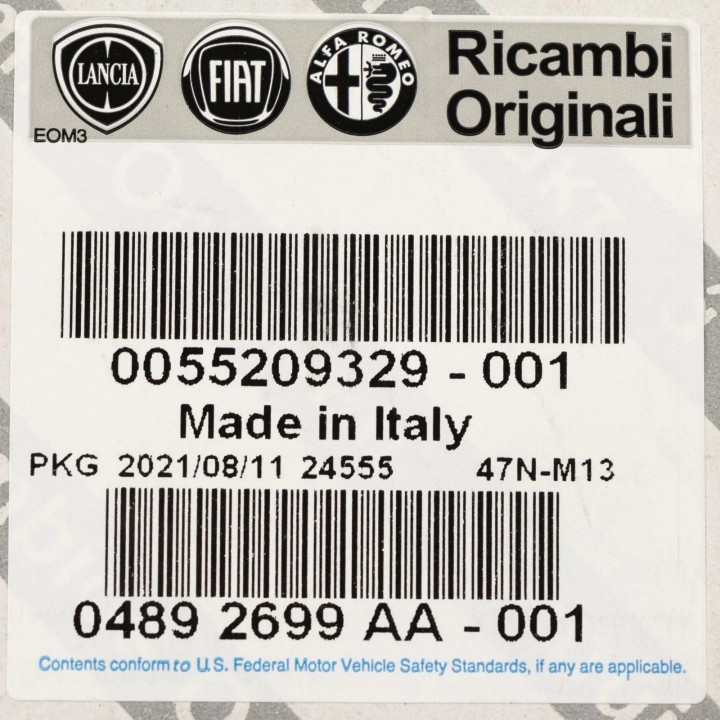 LANCIA
FIAT
ALFA ROMEO
Ricambi
Originali
EOM3
0055209329 - 001
Made in Italy
PKG 2021/08/11 24555 47N-M13
0489 2699 AA - 001
Contents conform to U.S. Federal Motor Vehicle Safety Standards, if any are applicable.